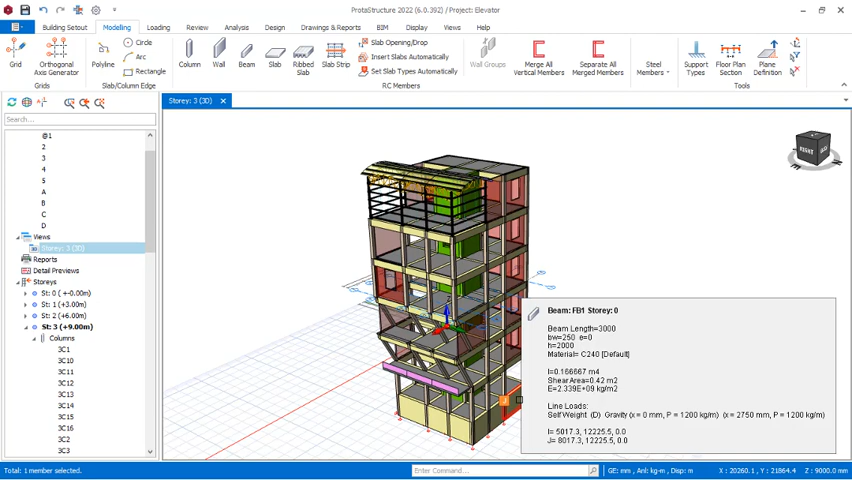 ProtaStructure 2022 (6.0.392) / Project: Elevator
Building Setout
Modeling
Loading
Review
Analysis
Design
Drawings & Reports
BIM
Display
Views
Help
Grid
Orthogonal
Axis Generator
Grids
Polyline
Circle
Arc
Rectangle
Slab/Column Edge
Column
Wall
Beam
Slab
Ribbed
Slab
Slab Strip
Slab Opening/Drop
Insert Slabs Automatically
Set Slab Types Automatically
RC Members
Wall Groups
Merge All
Vertical Members
Separate All
Merged Members
Steel
Members
Support
Types
Floor Plan
Section
Plane
Definition
Tools
Storey: 3 (3D)
Search...
@1
2
3
4
5
A
B
C
D
Views
Storey: 3 (3D)
Reports
Detail Previews
Storeys
St: 0 ( +-0.00m)
St: 1 (+3.00m)
St: 2 (+6.00m)
St: 3 (+9.00m)
Columns
3C1
3C10
3C11
3C12
3C13
3C14
3C15
3C16
3C2
3C3
RIGHT
Beam: FB1 Storey: 0
Beam Length=3000
bw=250 e=0
h=2000
Material= C240 [Default]
I=0.166667 m4
ShearArea=0.42 m2
E=2.339E+09 kg/m2
Line Loads:
Self Weight (D) Gravity (x = 0 mm, P = 1200 kg/m) (x = 2750 mm, P = 1200 kg/m)
I= 5017.3, 12225.5, 0.0
J= 8017.3, 12225.5, 0.0
Total: 1 member selected.
Enter Command...
GE: mm, Anl: kg-m , Disp: m
X : 20260.1 , Y : 21864.4
Z : 9000.0 mm